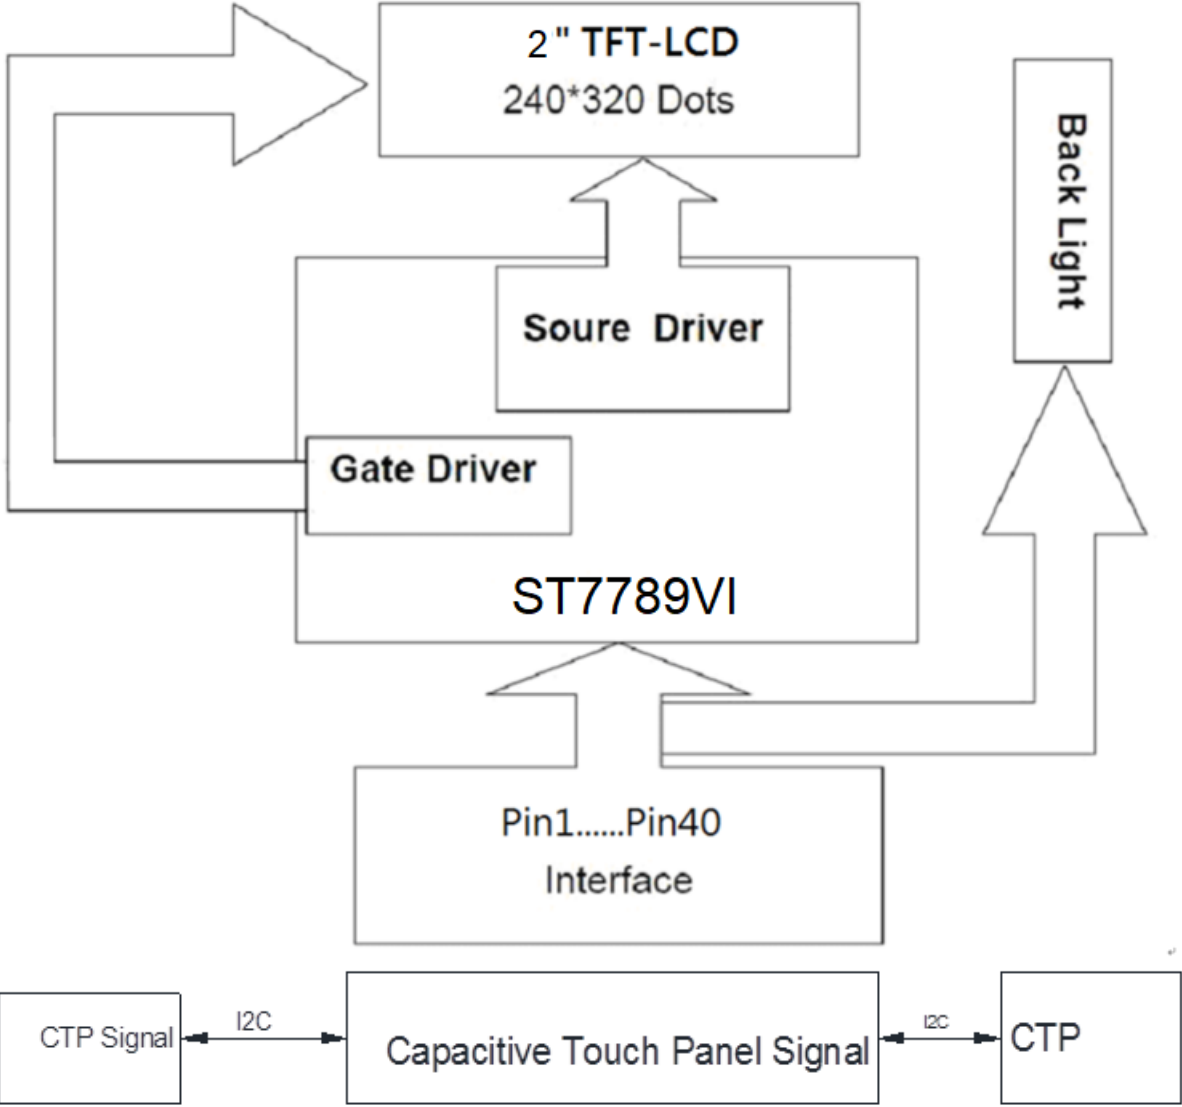 2" TFT-LCD
240*320 Dots
Back Light
Soure Driver
Gate Driver
ST7789VI
Pin1......Pin40
Interface
CTP Signal
I2C
Capacitive Touch Panel Signal
I2C
CTP